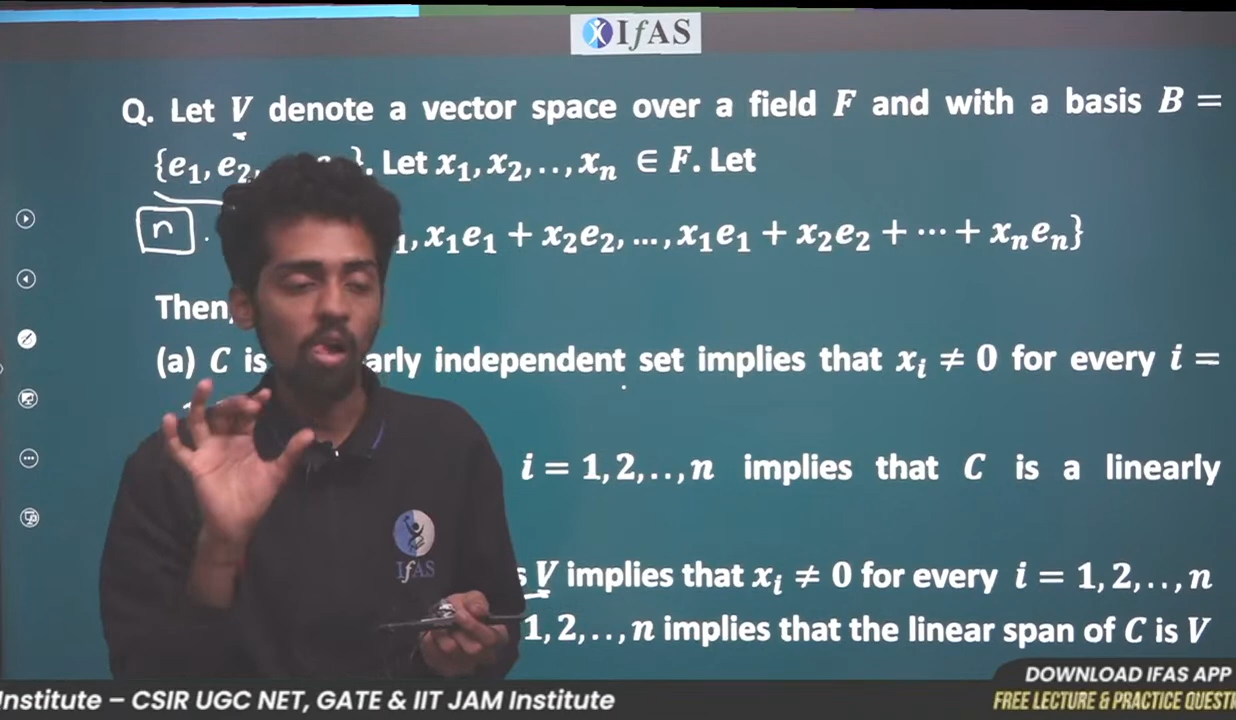 IfAS
Q. Let V denote a vector space over a field F and with a basis B =
{e₁, e₂, }. Let x₁, x₂, . . , xₙ ∈ F. Let
n ₁, x₁e₁ + x₂e₂, ..., x₁e₁ + x₂e₂ + ⋯ + xₙeₙ}
Then,
(a) C is independent set implies that xᵢ ≠ 0 for every i =
i = 1, 2, . . , n implies that C is a linearly
V implies that xᵢ ≠ 0 for every i = 1, 2, . . , n
1, 2, . . , n implies that the linear span of C is V
IfAS
DOWNLOAD IFAS APP
Institute – CSIR UGC NET, GATE & IIT JAM Institute
FREE LECTURE & PRACTICE